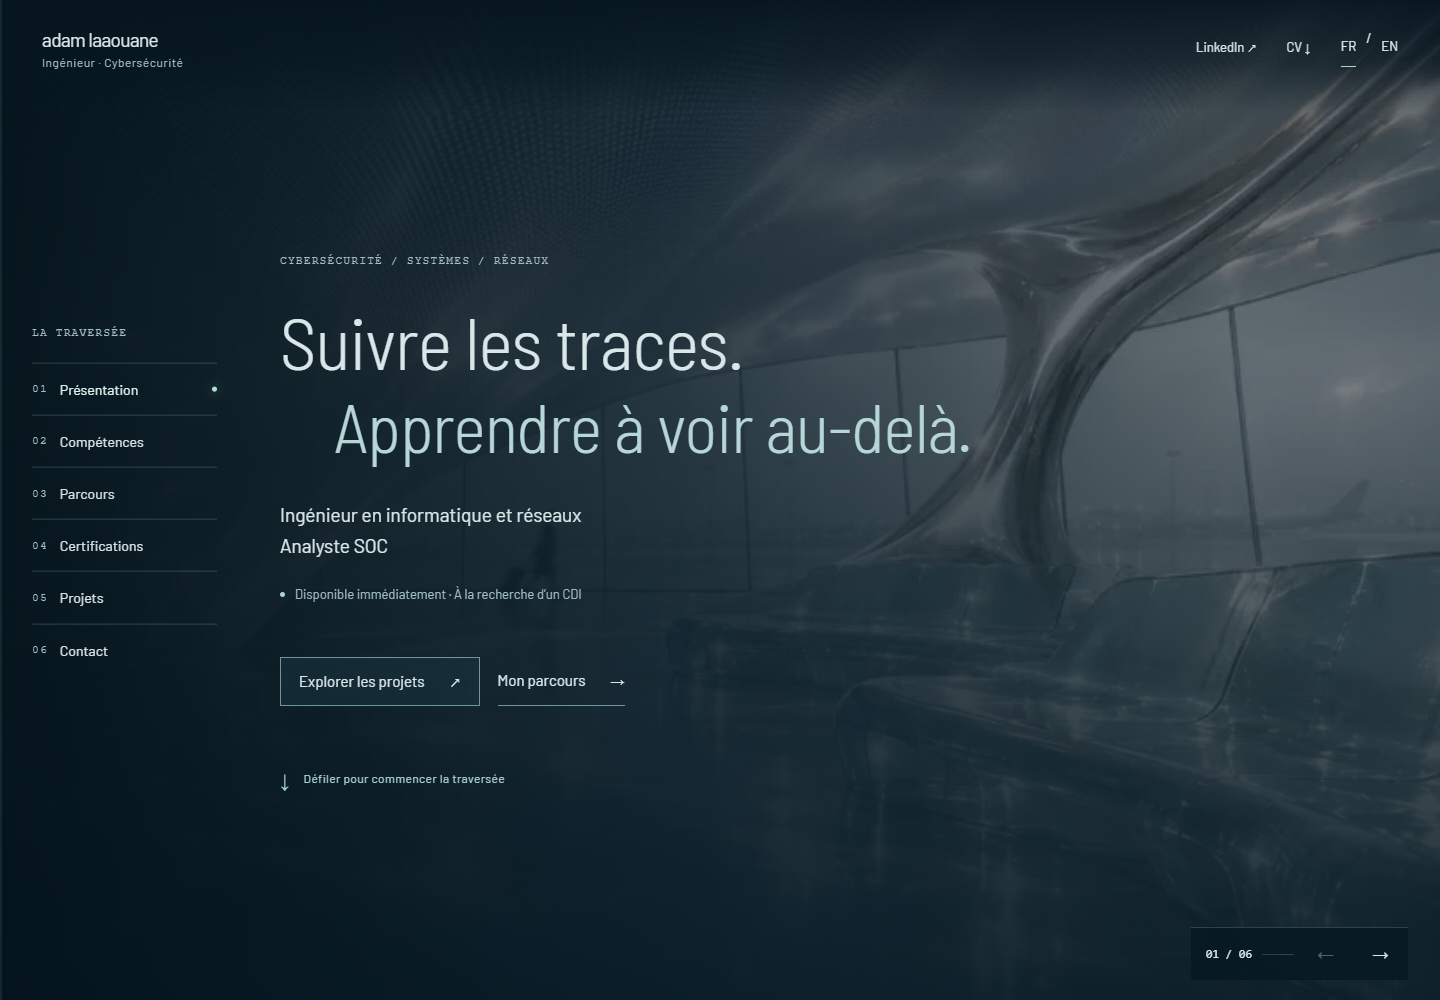 adam laaouane
Ingénieur · Cybersécurité
LinkedIn ↗
CV ↓
FR / EN
LA TRAVERSÉE
01 Présentation
02 Compétences
03 Parcours
04 Certifications
05 Projets
06 Contact
CYBERSÉCURITÉ / SYSTÈMES / RÉSEAUX
Suivre les traces.
Apprendre à voir au-delà.
Ingénieur en informatique et réseaux
Analyste SOC
Disponible immédiatement · À la recherche d'un CDI
Explorer les projets ↗
Mon parcours →
↓ Défiler pour commencer la traversée
01 / 06 ← →